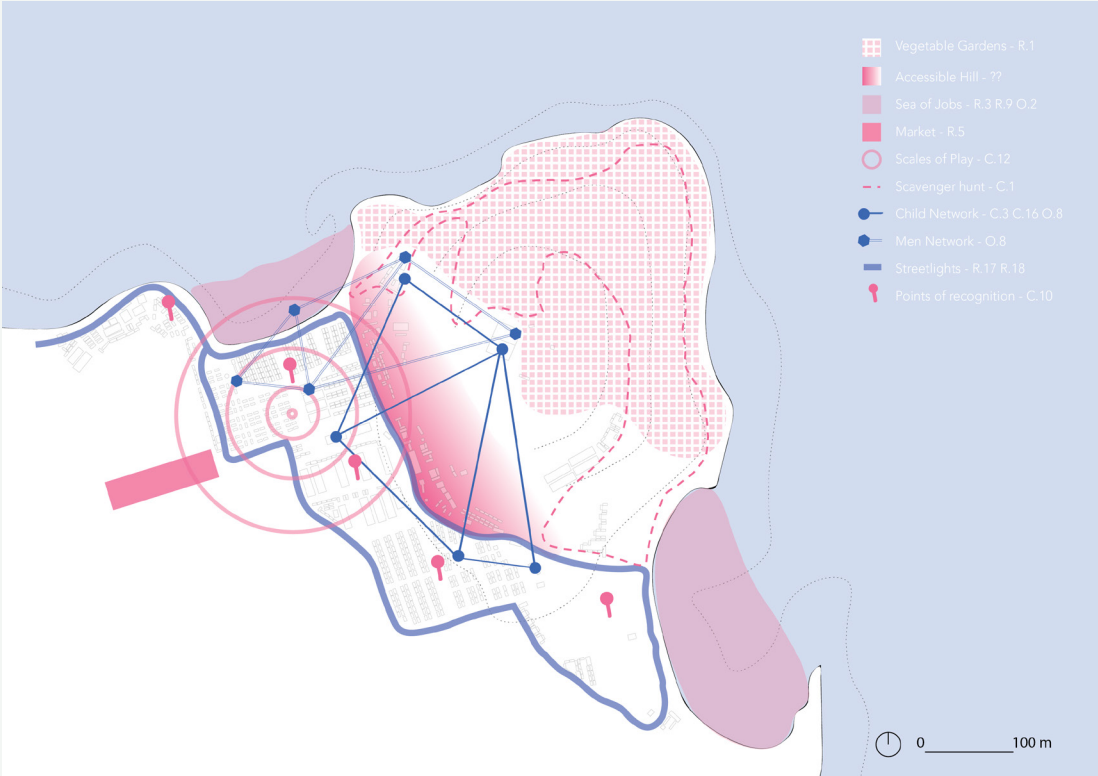 Vegetable Gardens - R.1
Accessible Hill - ??
Sea of Jobs - R.3 R.9 O.2
Market - R.5
Scales of Play - C.12
Scavenger hunt - C.1
Child Network - C.3 C.16 O.8
Men Network - O.8
Streetlights - R.17 R.18
Points of recognition - C.10
0 100 m